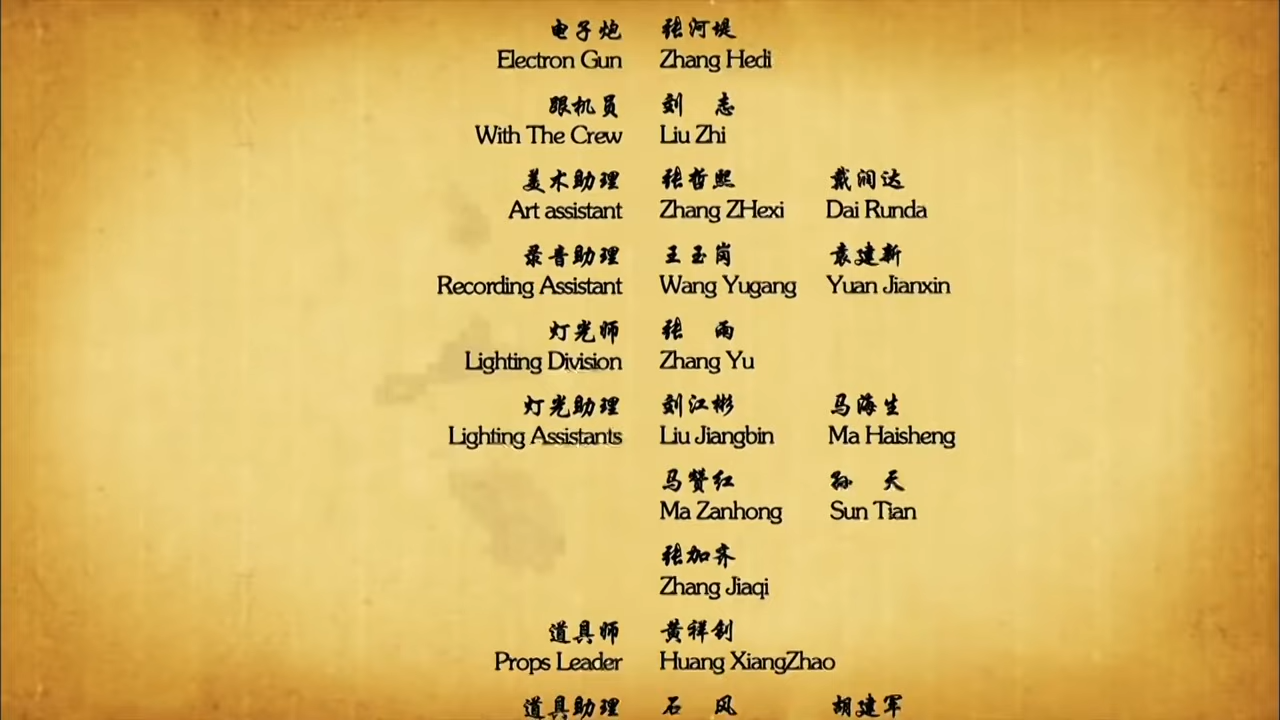 电子炮 张河堤
Electron Gun Zhang Hedi
跟机员 刘 志
With The Crew Liu Zhi
美术助理 张哲熙 戴润达
Art assistant Zhang ZHexi Dai Runda
录音助理 王玉岗 袁建新
Recording Assistant Wang Yugang Yuan Jianxin
灯光师 张 雨
Lighting Division Zhang Yu
灯光助理 刘江彬 马海生
Lighting Assistants Liu Jiangbin Ma Haisheng
马赞红 孙 天
Ma Zanhong Sun Tian
张加齐
Zhang Jiaqi
道具师 黄祥钊
Props Leader Huang XiangZhao
道具助理 石 风 胡建军